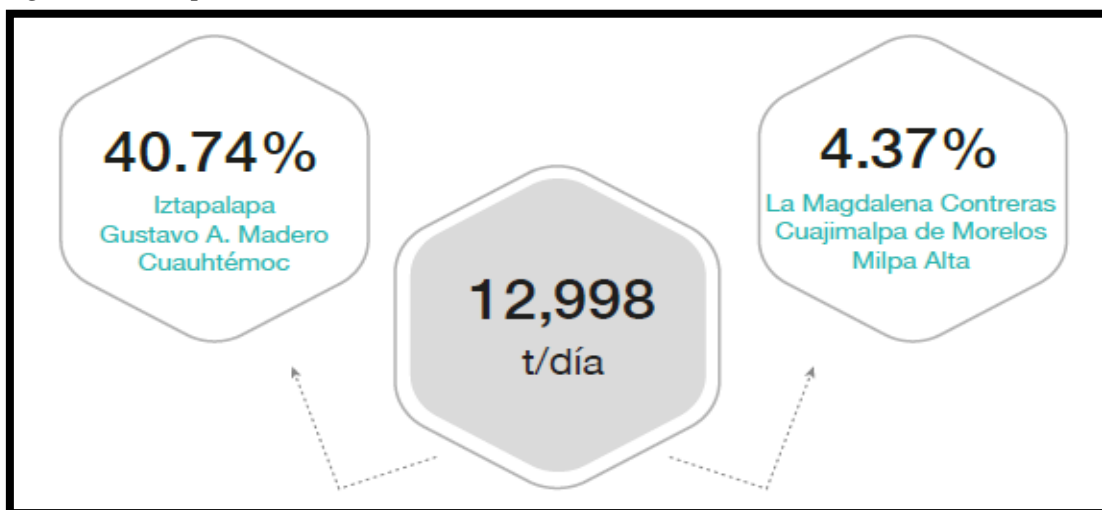 40.74%
Iztapalapa
Gustavo A. Madero
Cuauhtémoc
12,998
t/día
4.37%
La Magdalena Contreras
Cuajimalpa de Morelos
Milpa Alta